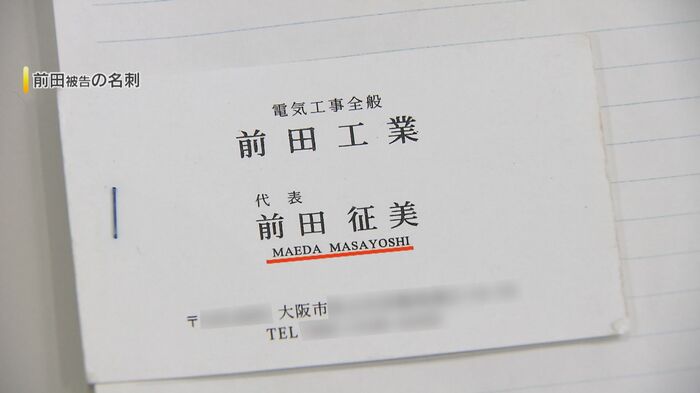 前田被告の名刺
電気工事全般
前田工業
代表
前田 征美
MAEDA MASAYOSHI
〒 大阪市
TEL